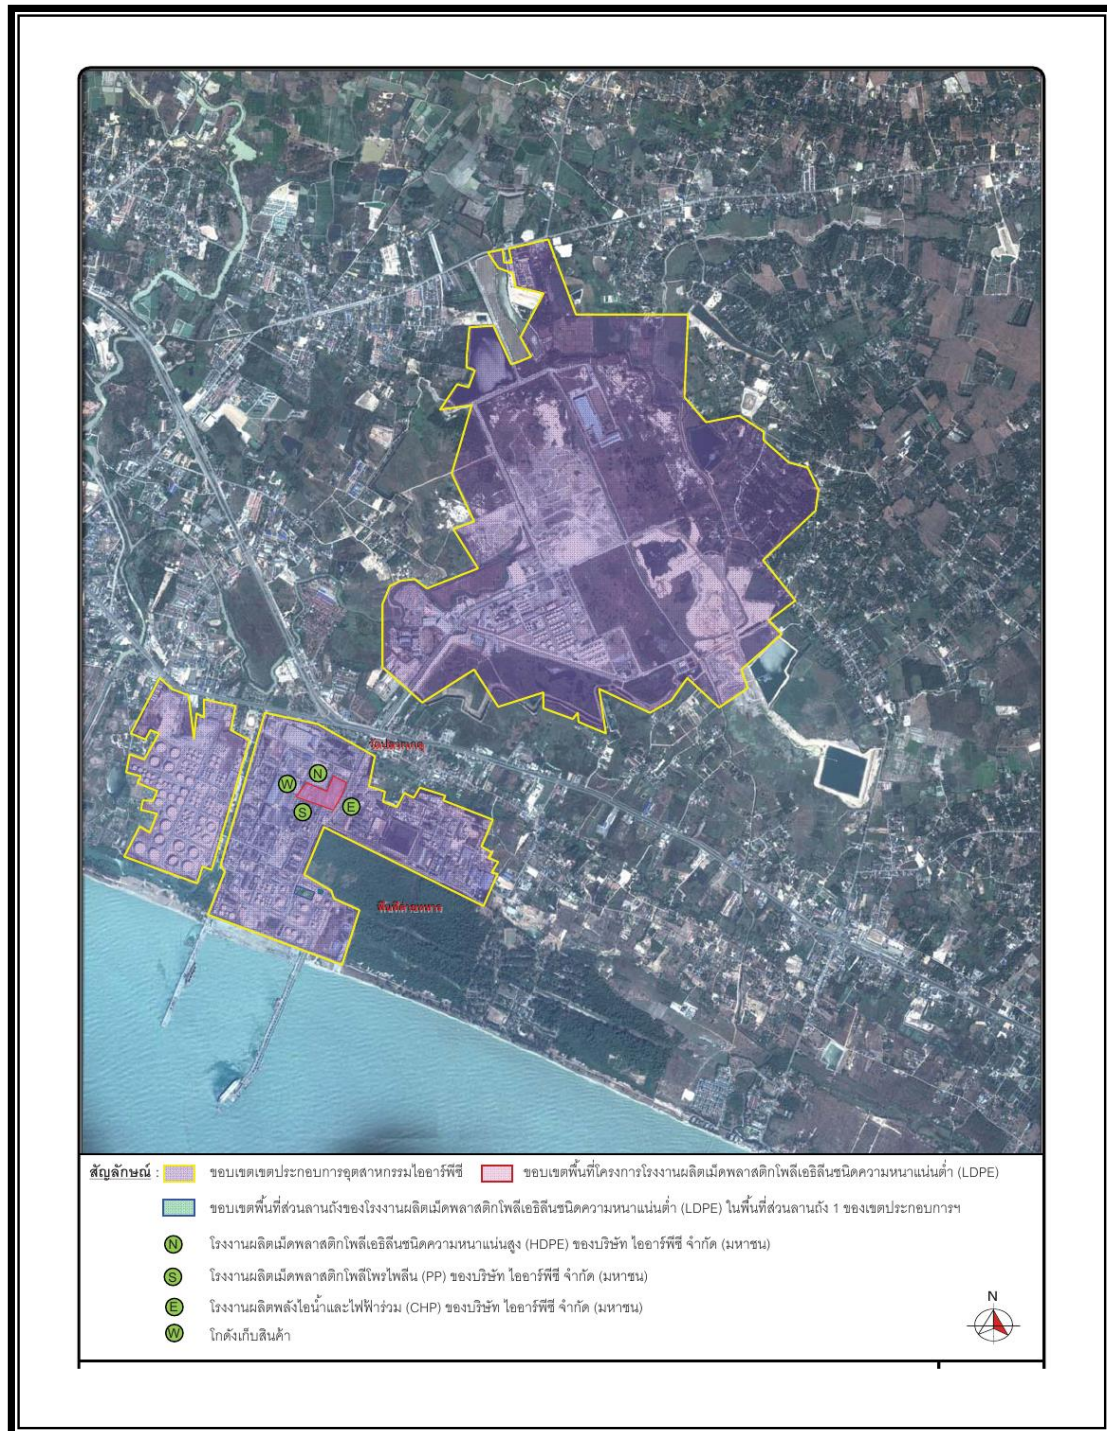 N
W
S
E
พื้นที่ค่ายทหาร
สัญลักษณ์ : ขอบเขตเขตประกอบการอุตสาหกรรมไออาร์พีซี ขอบเขตพื้นที่โครงการโรงงานผลิตเม็ดพลาสติกโพลีเอธิลีนชนิดความหนาแน่นต่ำ (LDPE)
ขอบเขตพื้นที่ส่วนลานถังของโรงงานผลิตเม็ดพลาสติกโพลีเอธิลีนชนิดความหนาแน่นต่ำ (LDPE) ในพื้นที่ส่วนลานถัง 1 ของเขตประกอบการฯ
N โรงงานผลิตเม็ดพลาสติกโพลีเอธิลีนชนิดความหนาแน่นสูง (HDPE) ของบริษัท ไออาร์พีซี จำกัด (มหาชน)
S โรงงานผลิตเม็ดพลาสติกโพลีโพรไพลีน (PP) ของบริษัท ไออาร์พีซี จำกัด (มหาชน)
E โรงงานผลิตพลังไอน้ำและไฟฟ้าร่วม (CHP) ของบริษัท ไออาร์พีซี จำกัด (มหาชน)
W โกดังเก็บสินค้า
N